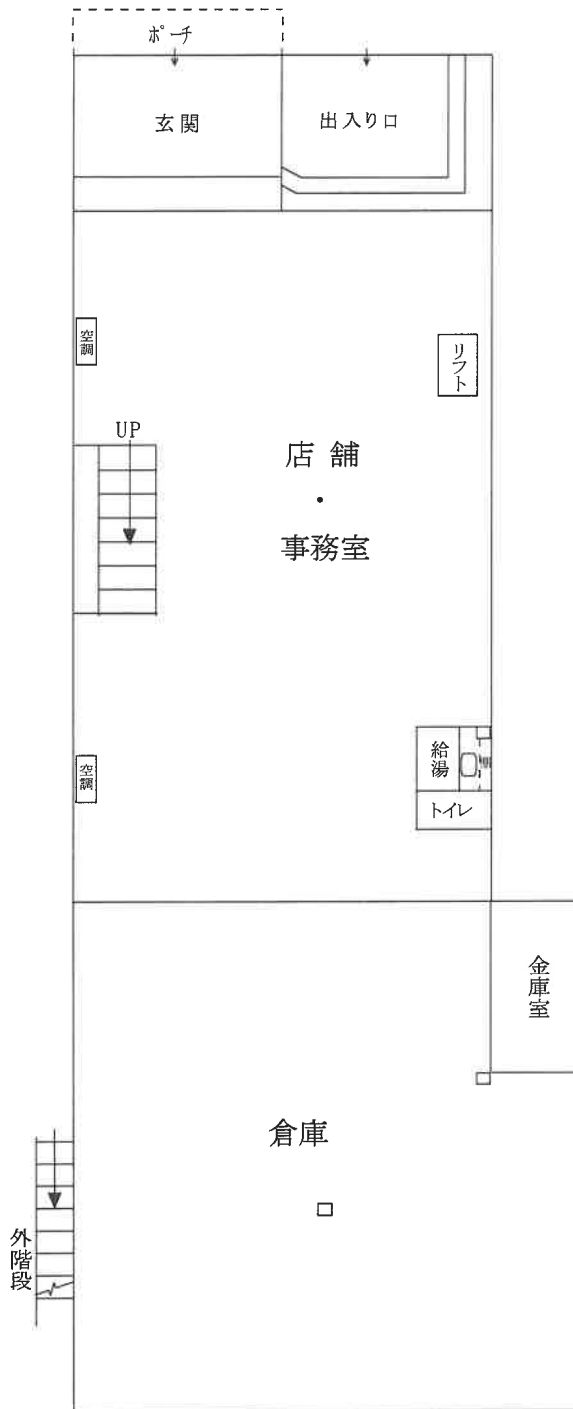 ポーチ
玄関
出入り口
空調
リフト
UP
店舗
・
事務室
空調
給湯
トイレ
金庫室
倉庫
外階段